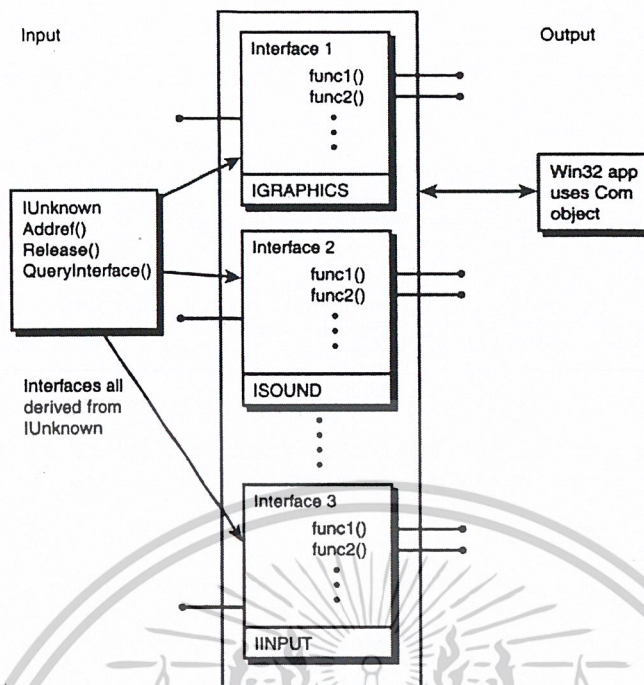 Input
Output
Interface 1
func1()
func2()
IGRAPHICS
IUnknown
Addref()
Release()
QueryInterface()
Win32 app
uses Com
object
Interface 2
func1()
func2()
ISOUND
Interfaces all
derived from
IUnknown
Interface 3
func1()
func2()
IINPUT